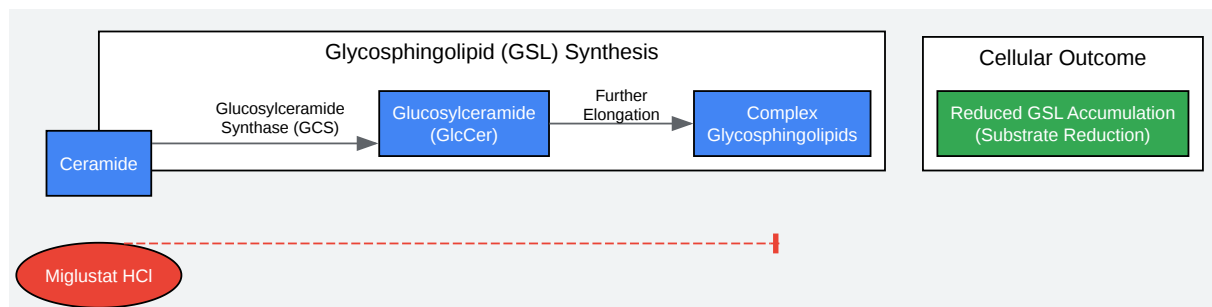 Glycosphingolipid (GSL) Synthesis
Glucosylceramide
Synthase (GCS)
Ceramide
Glucosylceramide
(GlcCer)
Further
Elongation
Complex
Glycosphingolipids
Cellular Outcome
Reduced GSL Accumulation
(Substrate Reduction)
Miglustat HCl